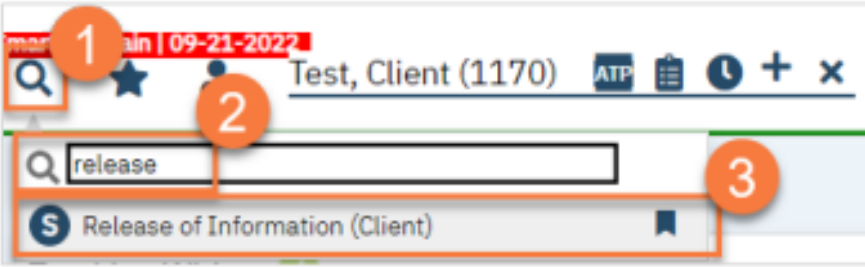 1
ain | 09-21-2022
Test, Client (1170) ATP
2
release
3
S Release of Information (Client)